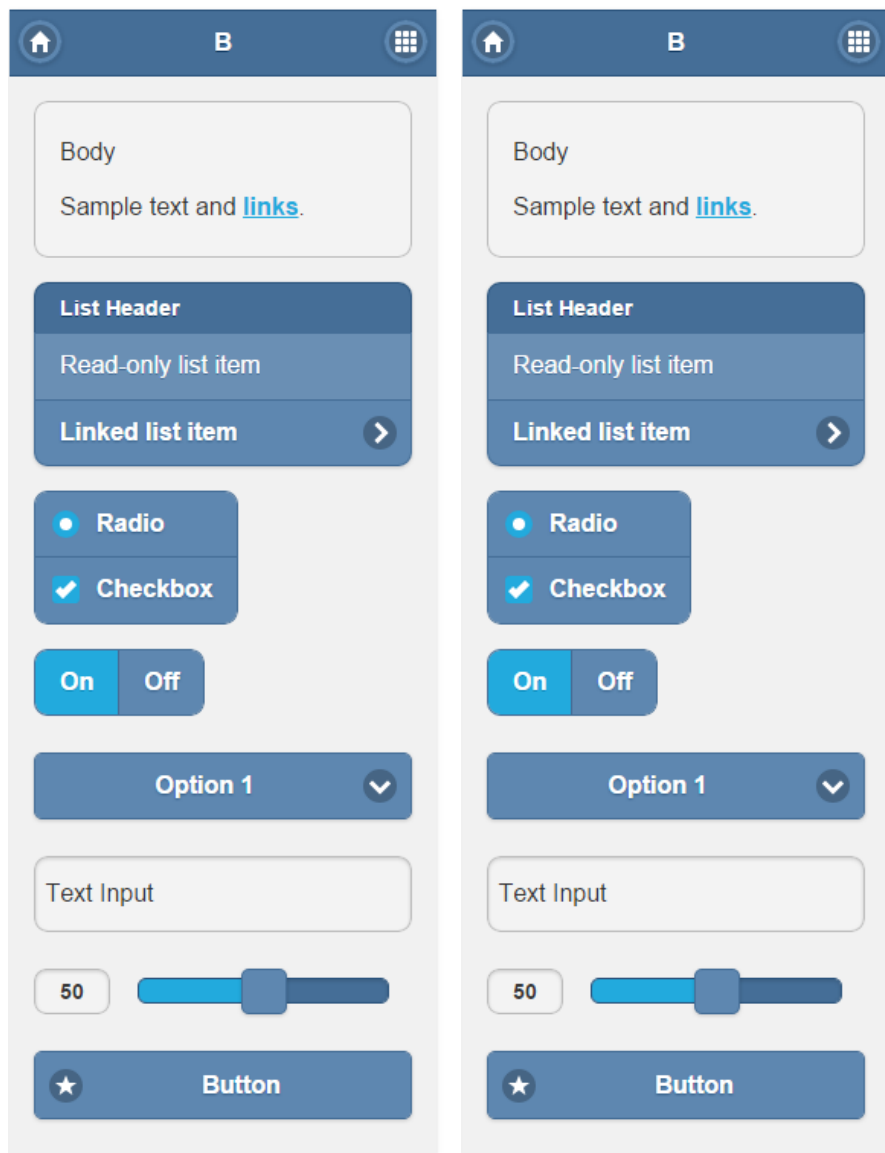 B
Body
Sample text and links.
List Header
Read-only list item
Linked list item
Radio
Checkbox
On Off
Option 1
Text Input
50
Button
B
Body
Sample text and links.
List Header
Read-only list item
Linked list item
Radio
Checkbox
On Off
Option 1
Text Input
50
Button